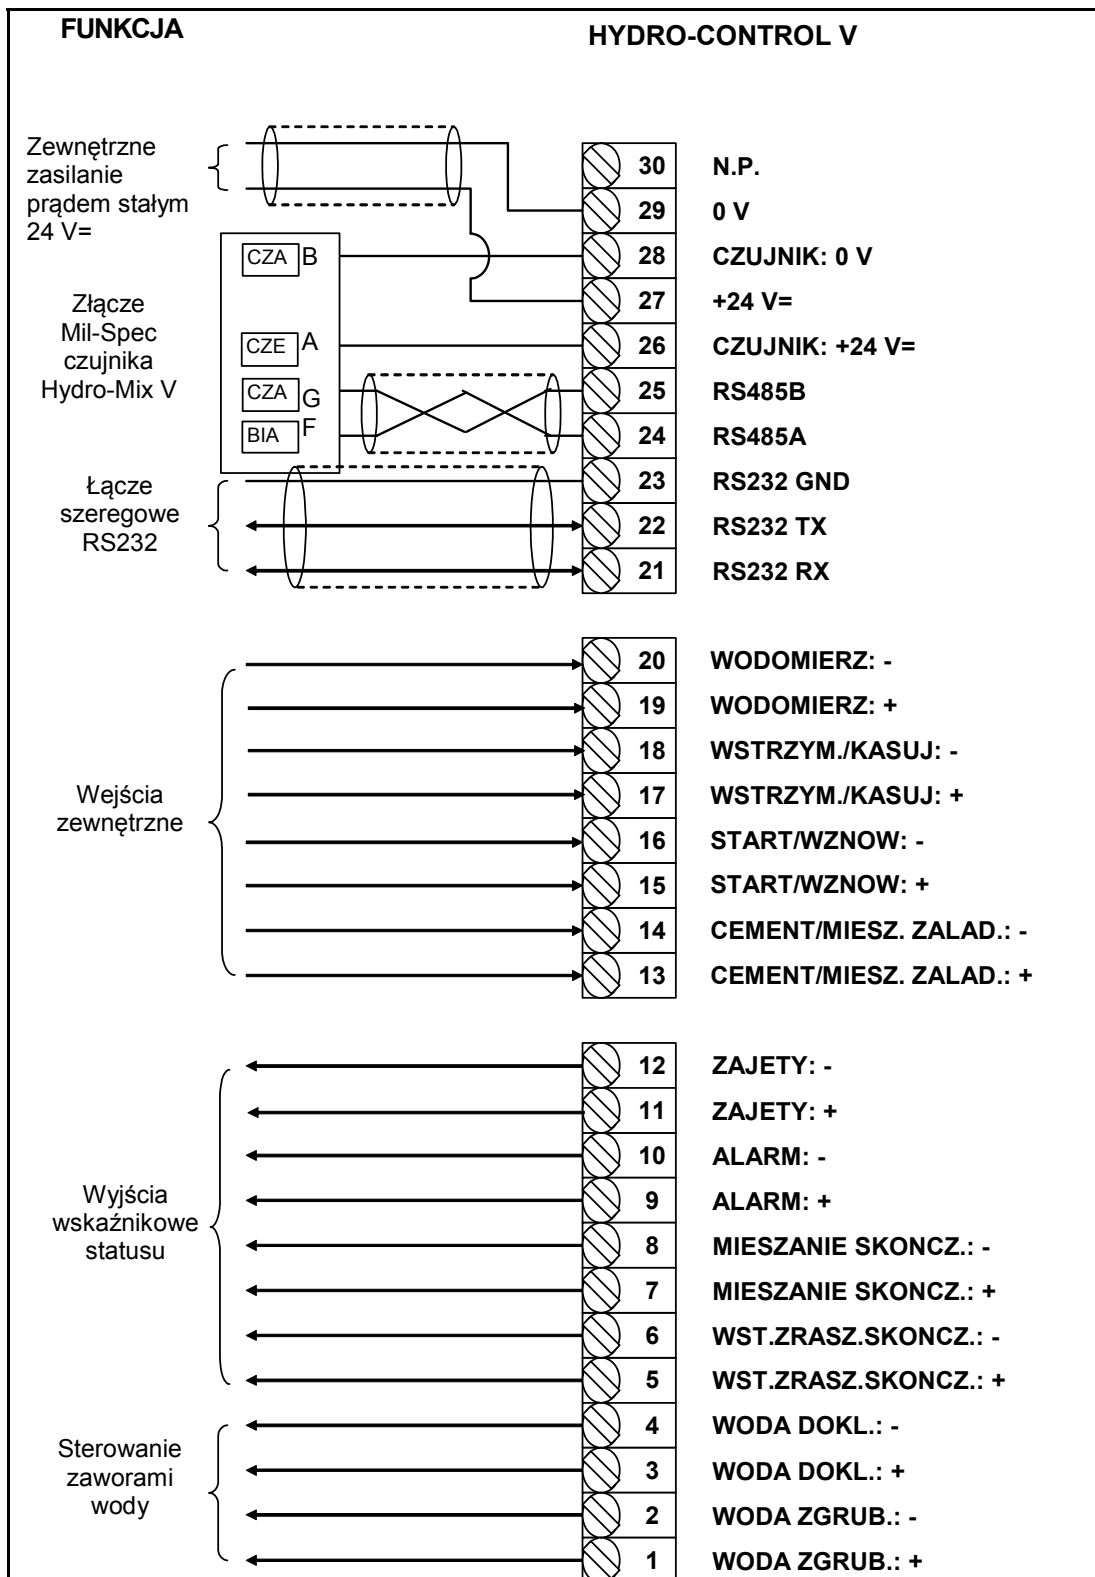 FUNKCJA
HYDRO-CONTROL V
Zewnętrzne
zasilanie
prądem stałym
24 V=
30 N.P.
29 0 V
CZA B
28 CZUJNIK: 0 V
27 +24 V=
Złącze
Mil-Spec
czujnika
Hydro-Mix V
CZE A
26 CZUJNIK: +24 V=
CZA G
25 RS485B
BIA F
24 RS485A
Łącze
szeregowe
RS232
23 RS232 GND
22 RS232 TX
21 RS232 RX
Wejścia
zewnętrzne
20 WODOMIERZ: -
19 WODOMIERZ: +
18 WSTRZYM./KASUJ: -
17 WSTRZYM./KASUJ: +
16 START/WZNOW: -
15 START/WZNOW: +
14 CEMENT/MIESZ. ZALAD.: -
13 CEMENT/MIESZ. ZALAD.: +
Wyjścia
wskaźnikowe
statusu
12 ZAJETY: -
11 ZAJETY: +
10 ALARM: -
9 ALARM: +
8 MIESZANIE SKONCZ.: -
7 MIESZANIE SKONCZ.: +
6 WST.ZRASZ.SKONCZ.: -
5 WST.ZRASZ.SKONCZ.: +
Sterowanie
zaworami
wody
4 WODA DOKL.: -
3 WODA DOKL.: +
2 WODA ZGRUB.: -
1 WODA ZGRUB.: +